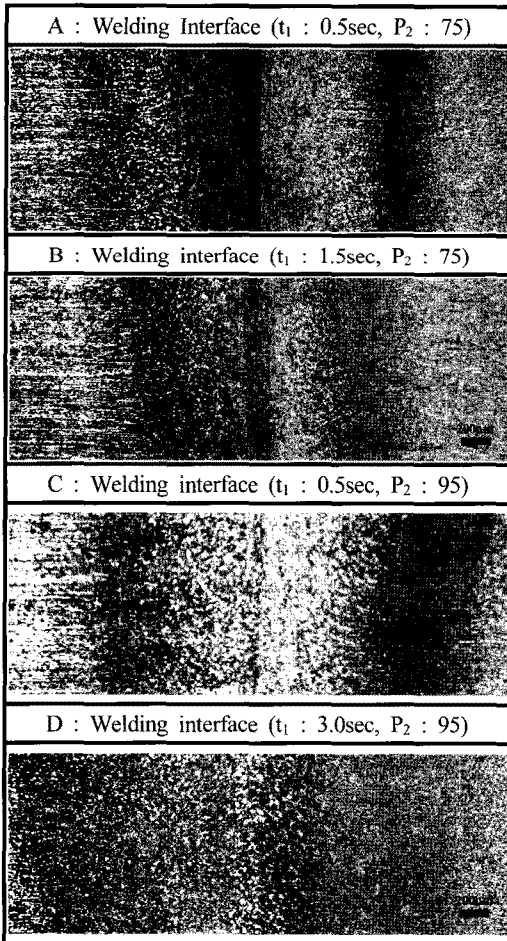 A : Welding Interface (t₁ : 0.5sec, P₂ : 75)
B : Welding interface (t₁ : 1.5sec, P₂ : 75)
C : Welding interface (t₁ : 0.5sec, P₂ : 95)
D : Welding interface (t₁ : 3.0sec, P₂ : 95)